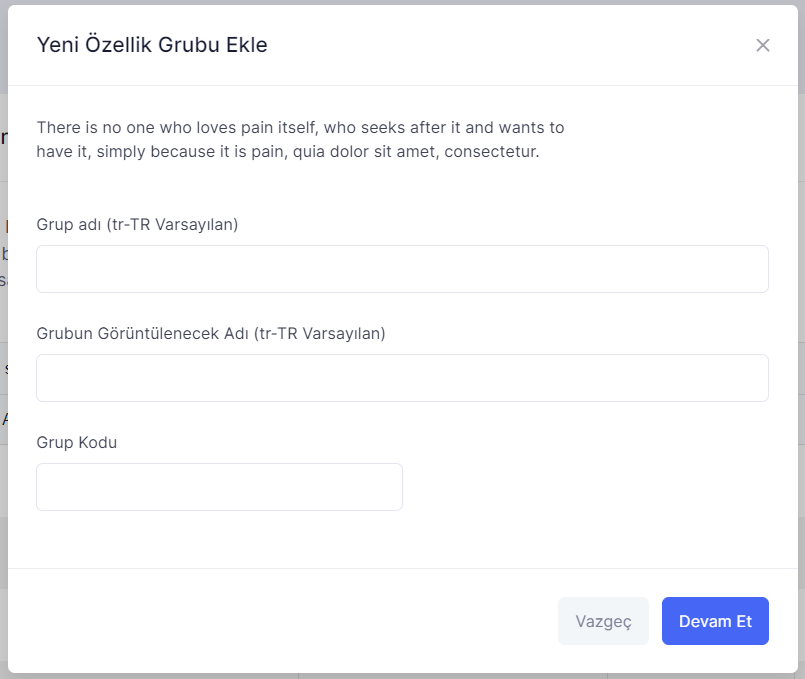 Yeni Özellik Grubu Ekle
There is no one who loves pain itself, who seeks after it and wants to
have it, simply because it is pain, quia dolor sit amet, consectetur.
Grup adı (tr-TR Varsayılan)
Grubun Görüntülenecek Adı (tr-TR Varsayılan)
Grup Kodu
Vazgeç
Devam Et